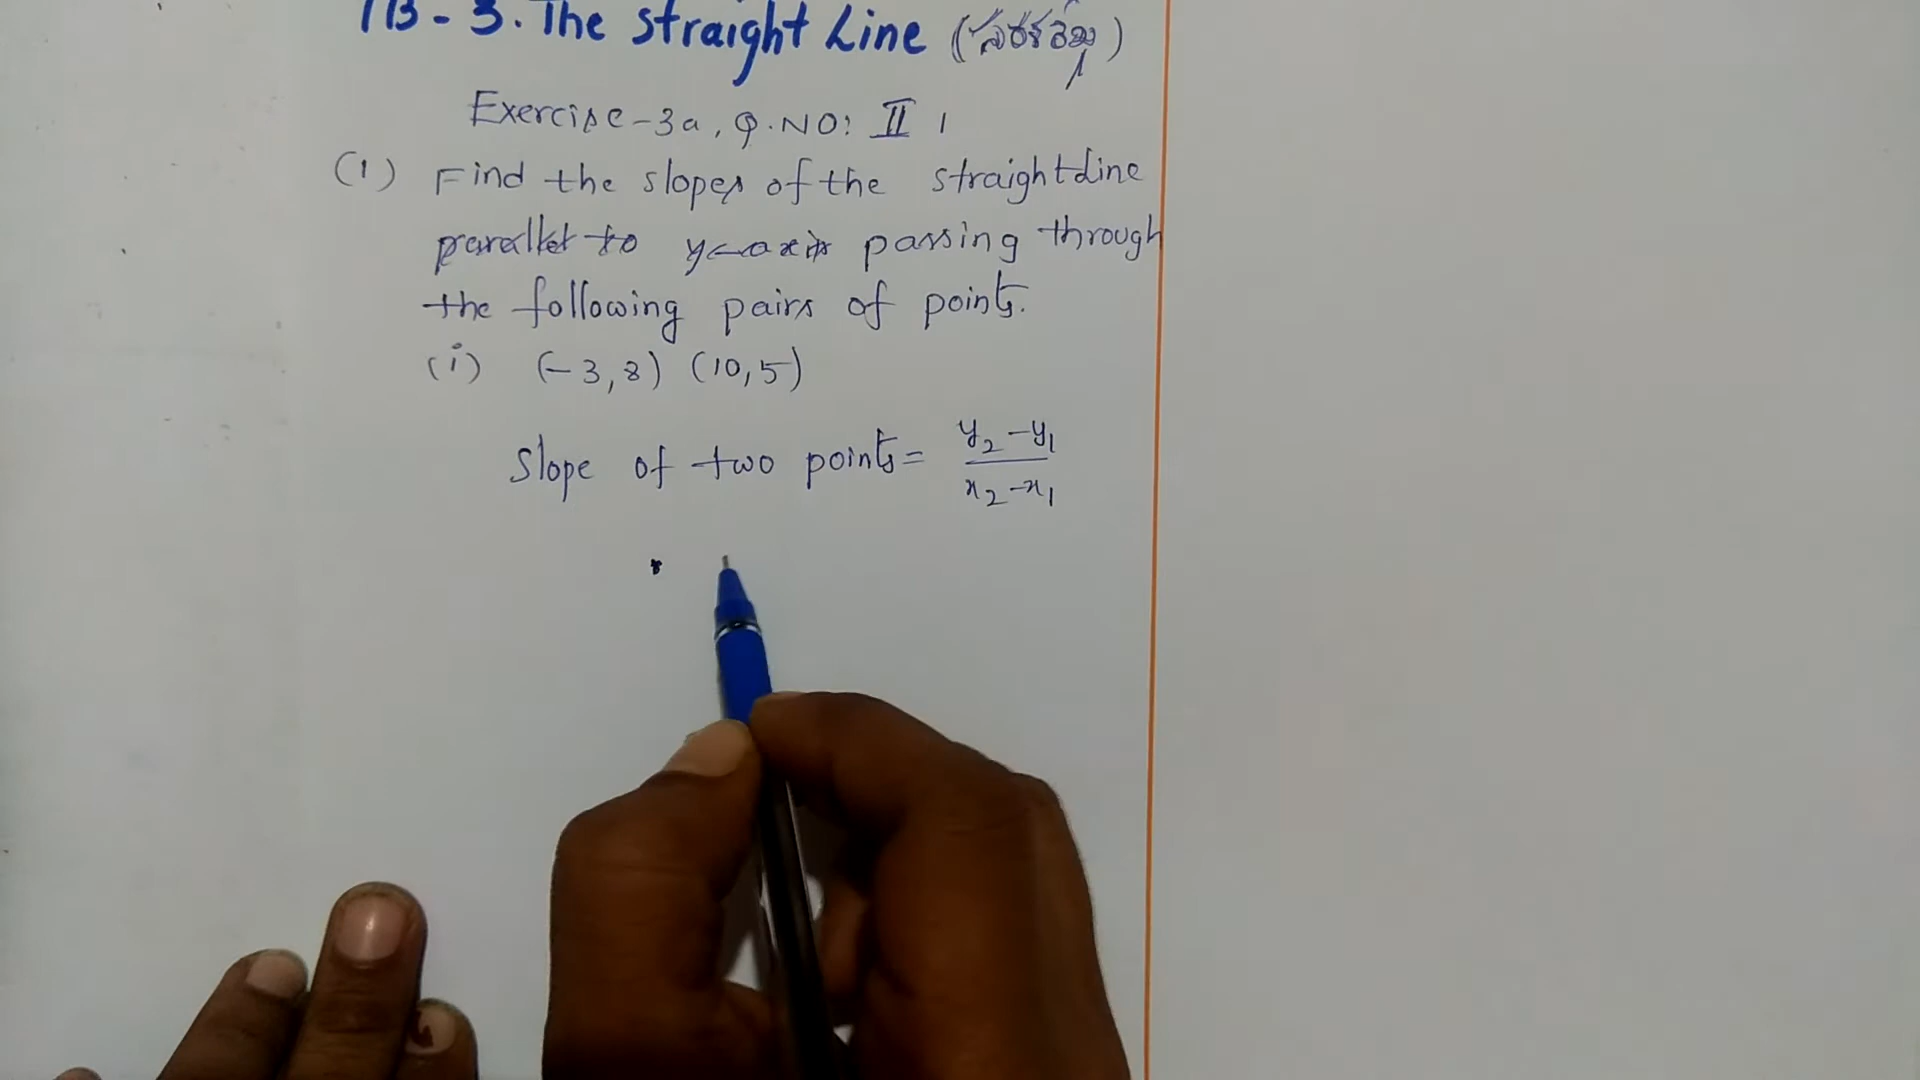 1B - 3. The Straight Line (సరళరేఖ)
Exercise-3a, Q.NO: II 1
(1) Find the slopes of the straight line
parallel to y-axis passing through
the following pairs of points.
(i) (-3,8) (10,5)
Slope of two points = y₂-y₁ / x₂-x₁